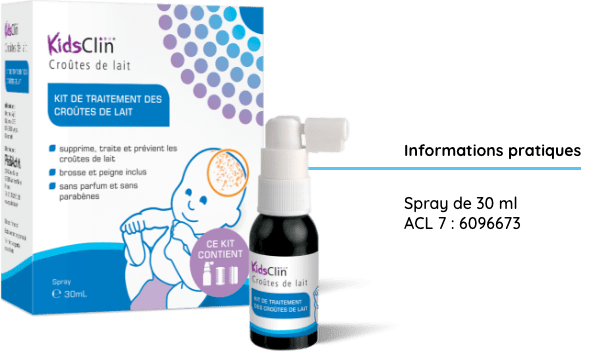 KidsClin
Croûtes de lait
KIT DE TRAITEMENT DES
CROÛTES DE LAIT
supprime, traite et prévient les
croûtes de lait
brosse et peigne inclus
sans parfum et sans
parabènes
CE KIT
CONTIENT
Spray
CE 30mL
KidsClin
Croûtes de lait
KIT DE TRAITEMENT
DES CROÛTES DE LAIT
Informations pratiques
Spray de 30 ml
ACL 7 : 6096673